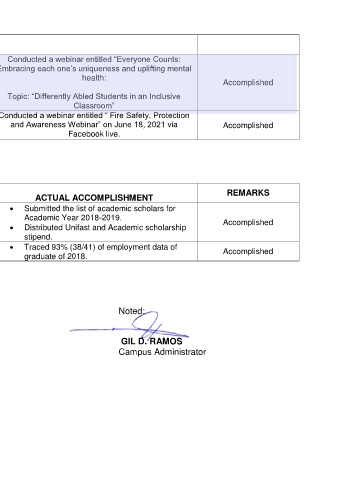 Conducted a webinar entitled “Everyone Counts:
Embracing each one’s uniqueness and uplifting mental
health:
Topic: “Differently Abled Students in an Inclusive
Classroom”
Accomplished
Conducted a webinar entitled “ Fire Safety, Protection
and Awareness Webinar” on June 18, 2021 via
Facebook live.
Accomplished
ACTUAL ACCOMPLISHMENT
REMARKS
• Submitted the list of academic scholars for
Academic Year 2018-2019.
• Distributed Unifast and Academic scholarship
stipend.
Accomplished
• Traced 93% (38/41) of employment data of
graduate of 2018.
Accomplished
Noted:
GIL D. RAMOS
Campus Administrator